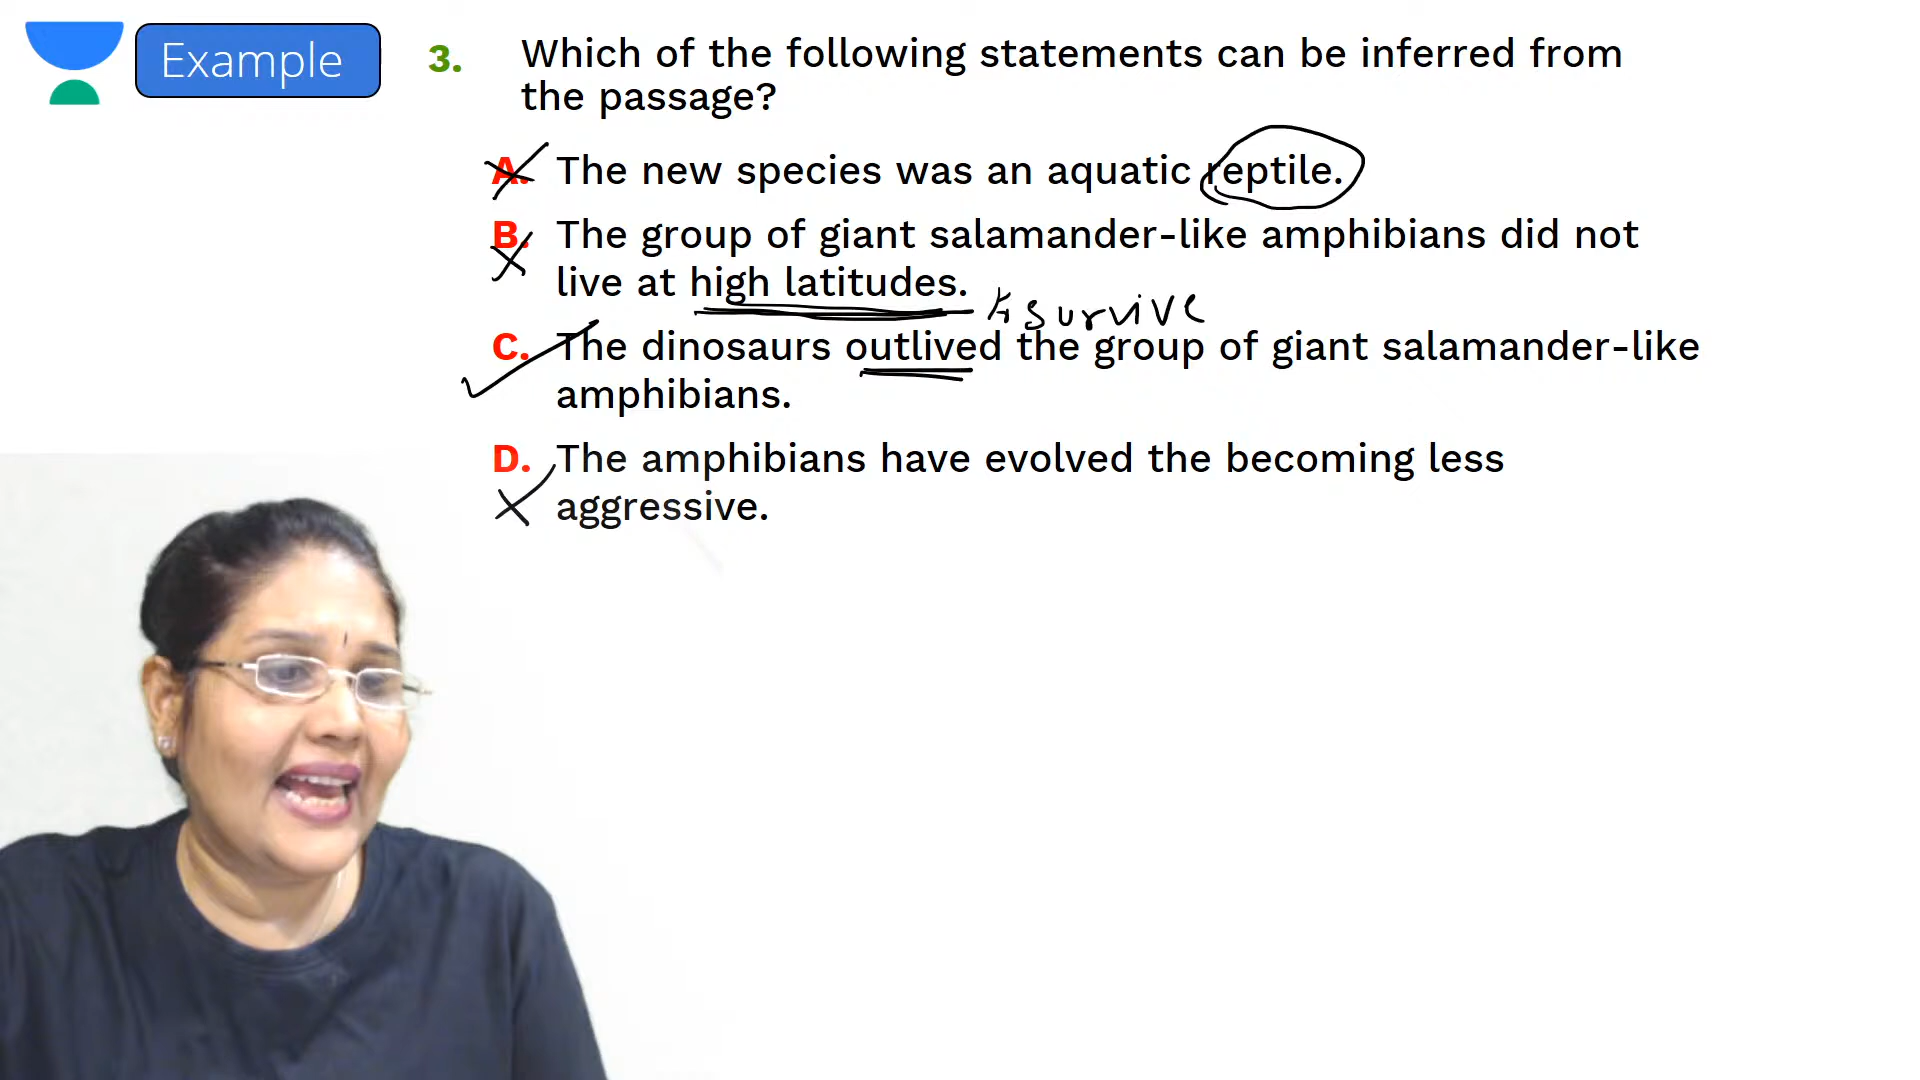 Example
3. Which of the following statements can be inferred from
the passage?
A. The new species was an aquatic reptile.
B. The group of giant salamander-like amphibians did not
live at high latitudes.
survive
C. The dinosaurs outlived the group of giant salamander-like
amphibians.
D. The amphibians have evolved the becoming less
aggressive.